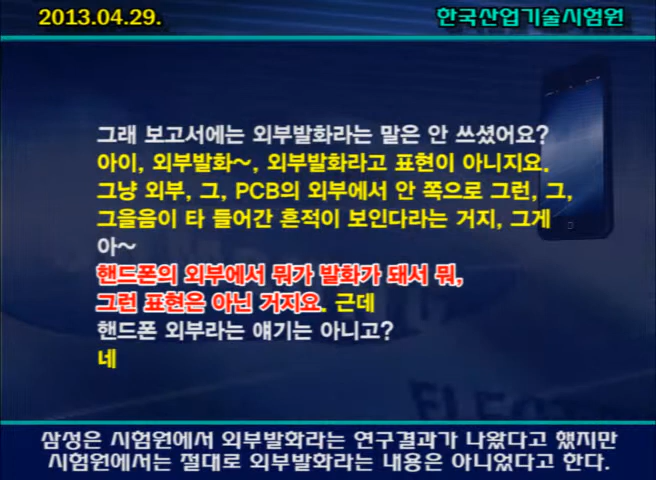 2013.04.29.
한국산업기술시험원
그래 보고서에는 외부발화라는 말은 안 쓰셨어요?
아이, 외부발화~, 외부발화라고 표현이 아니지요.
그냥 외부, 그, PCB의 외부에서 안 쪽으로 그런, 그,
그을음이 타 들어간 흔적이 보인다라는 거지, 그게
아~
핸드폰의 외부에서 뭐가 발화가 돼서 뭐,
그런 표현은 아닌 거지요. 근데
핸드폰 외부라는 얘기는 아니고?
네
삼성은 시험원에서 외부발화라는 연구결과가 나왔다고 했지만
시험원에서는 절대로 외부발화라는 내용은 아니었다고 한다.